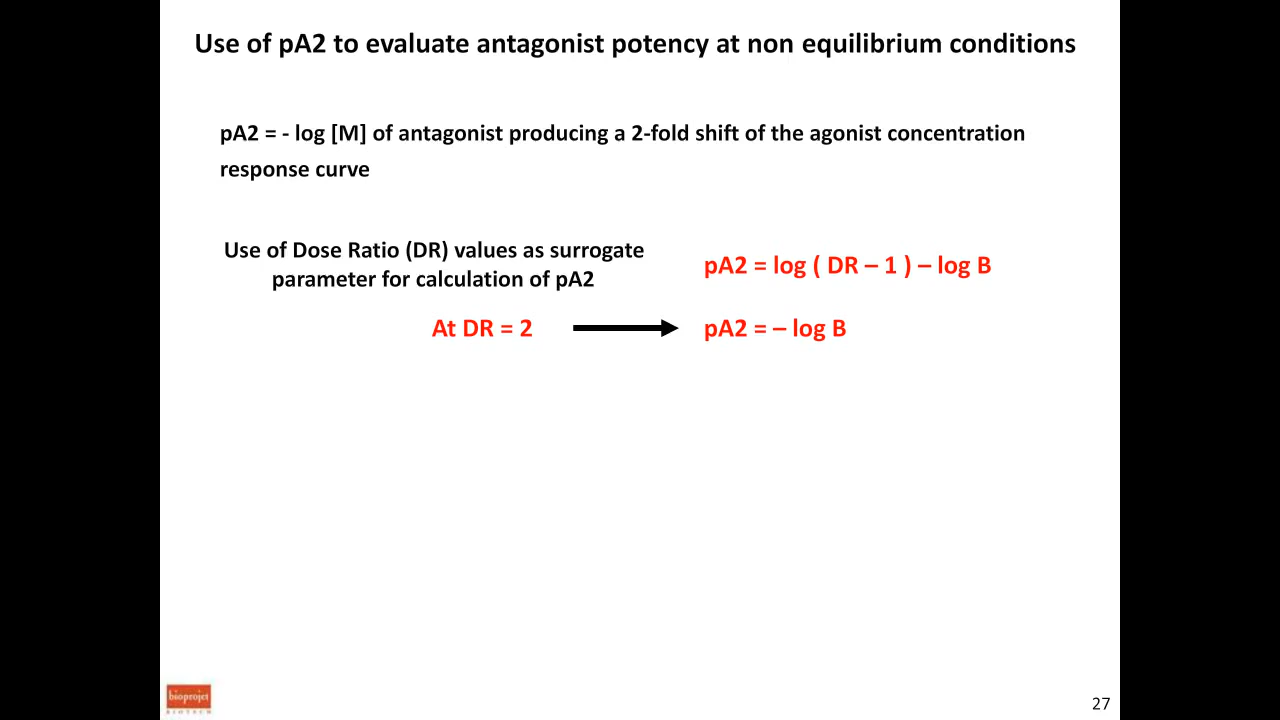 Use of pA2 to evaluate antagonist potency at non equilibrium conditions
pA2 = - log [M] of antagonist producing a 2-fold shift of the agonist concentration
response curve
Use of Dose Ratio (DR) values as surrogate
parameter for calculation of pA2
pA2 = log ( DR – 1 ) – log B
At DR = 2
pA2 = – log B
bioprojet
BIOTECH
27